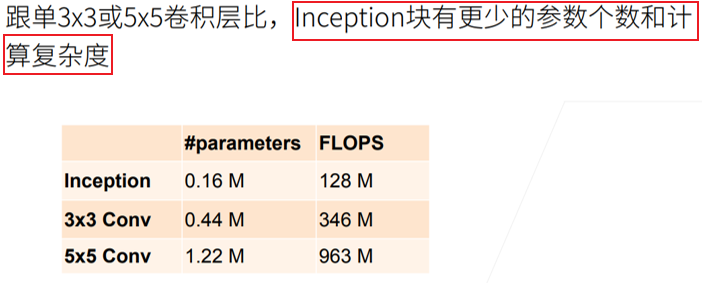 跟单3x3或5x5卷积层比，Inception块有更少的参数个数和计
算复杂度
#parameters FLOPS
Inception 0.16 M 128 M
3x3 Conv 0.44 M 346 M
5x5 Conv 1.22 M 963 M